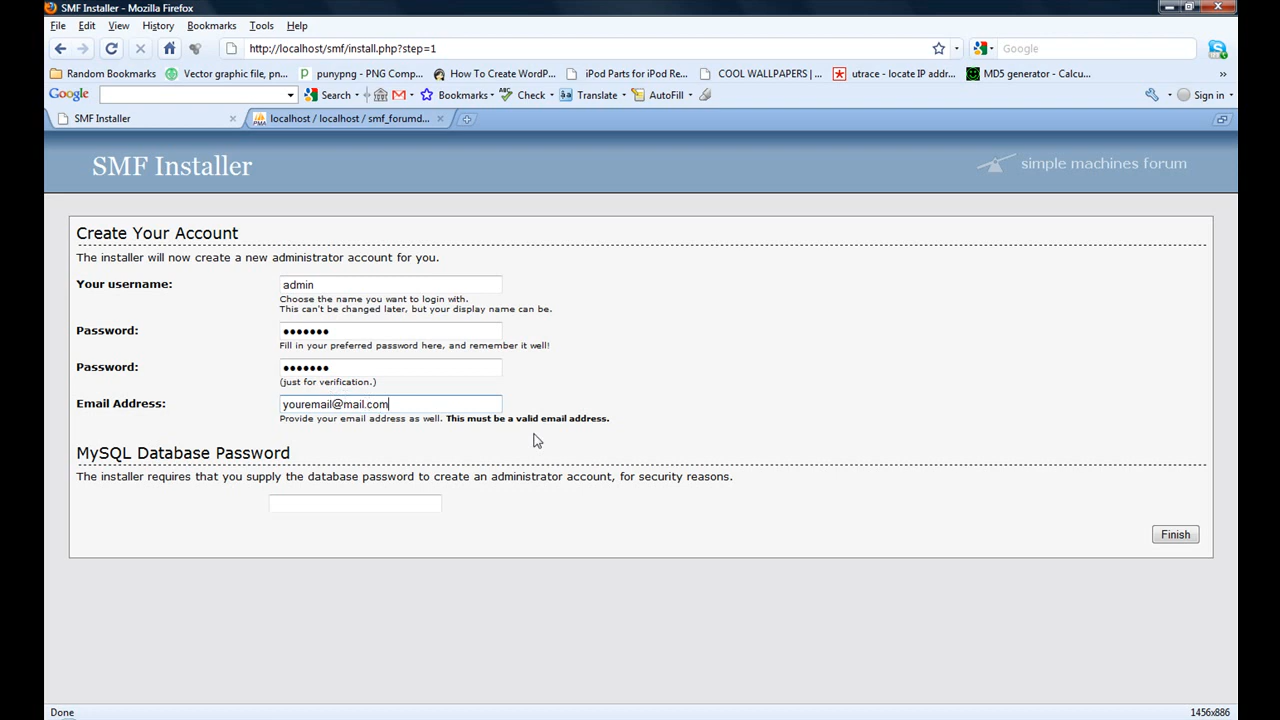 SMF Installer - Mozilla Firefox
File Edit View History Bookmarks Tools Help
http://localhost/smf/install.php?step=1
Google
Random Bookmarks Vector graphic file, pn... punypng - PNG Comp... How To Create WordP... iPod Parts for iPod Re... COOL WALLPAPERS | ... utrace - locate IP addr... MD5 generator - Calcu... »
Google Search Bookmarks Check Translate AutoFill Sign in
SMF Installer localhost / localhost / smf_forumd...
SMF Installer
simple machines forum
Create Your Account
The installer will now create a new administrator account for you.
Your username: admin
Choose the name you want to login with.
This can't be changed later, but your display name can be.
Password: •••••••
Fill in your preferred password here, and remember it well!
Password: •••••••
(just for verification.)
Email Address: youremail@mail.com
Provide your email address as well. This must be a valid email address.
MySQL Database Password
The installer requires that you supply the database password to create an administrator account, for security reasons.
Finish
Done 1456x886